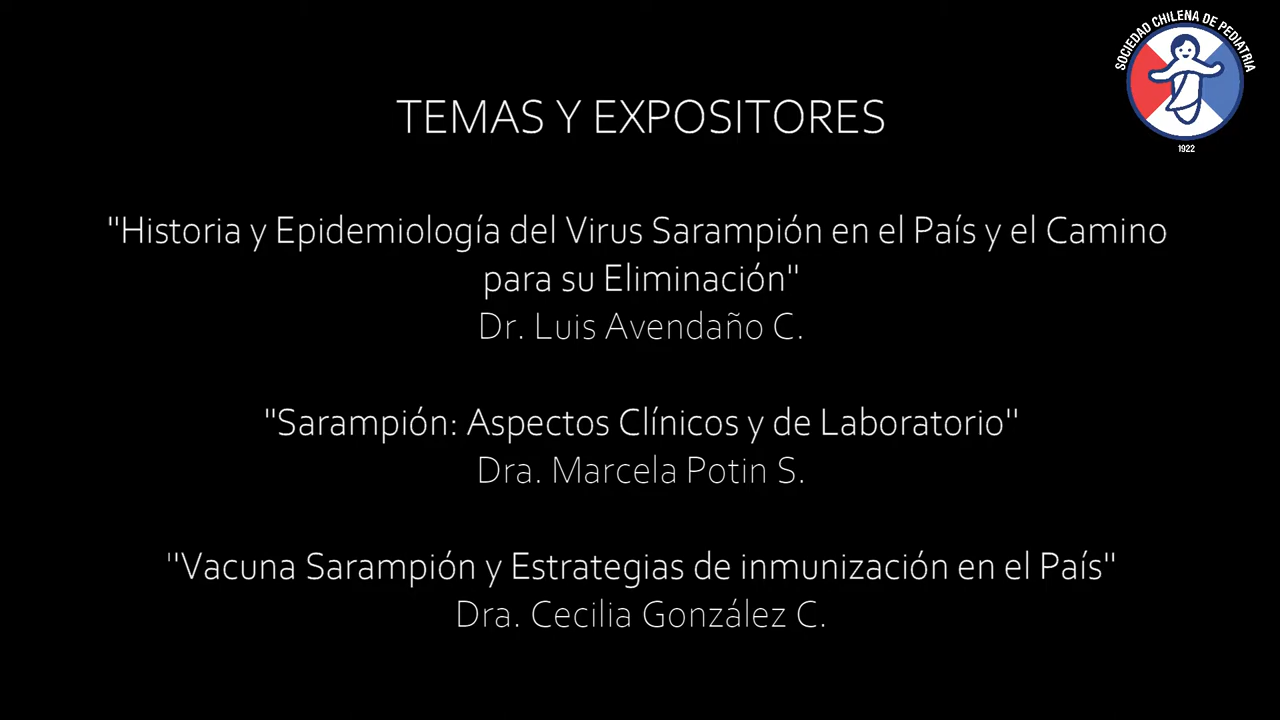 SOCIEDAD CHILENA DE PEDIATRIA
1922
TEMAS Y EXPOSITORES
"Historia y Epidemiología del Virus Sarampión en el País y el Camino
para su Eliminación"
Dr. Luis Avendaño C.
"Sarampión: Aspectos Clínicos y de Laboratorio"
Dra. Marcela Potin S.
"Vacuna Sarampión y Estrategias de inmunización en el País"
Dra. Cecilia González C.